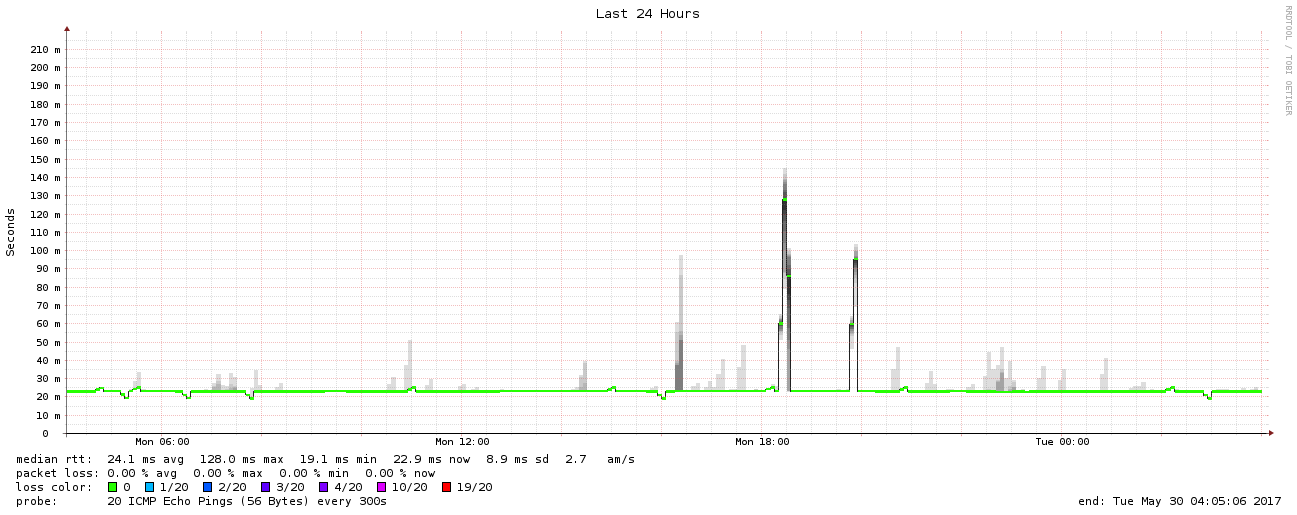 Last 24 Hours
RRDTOOL / TOBI OETIKER
Seconds
210 m
200 m
190 m
180 m
170 m
160 m
150 m
140 m
130 m
120 m
110 m
100 m
90 m
80 m
70 m
60 m
50 m
40 m
30 m
20 m
10 m
0
Mon 06:00 Mon 12:00 Mon 18:00 Tue 00:00
median rtt: 24.1 ms avg 128.0 ms max 19.1 ms min 22.9 ms now 8.9 ms sd 2.7 am/s
packet loss: 0.00 % avg 0.00 % max 0.00 % min 0.00 % now
loss color: 0 1/20 2/20 3/20 4/20 10/20 19/20
probe: 20 ICMP Echo Pings (56 Bytes) every 300s end: Tue May 30 04:05:06 2017